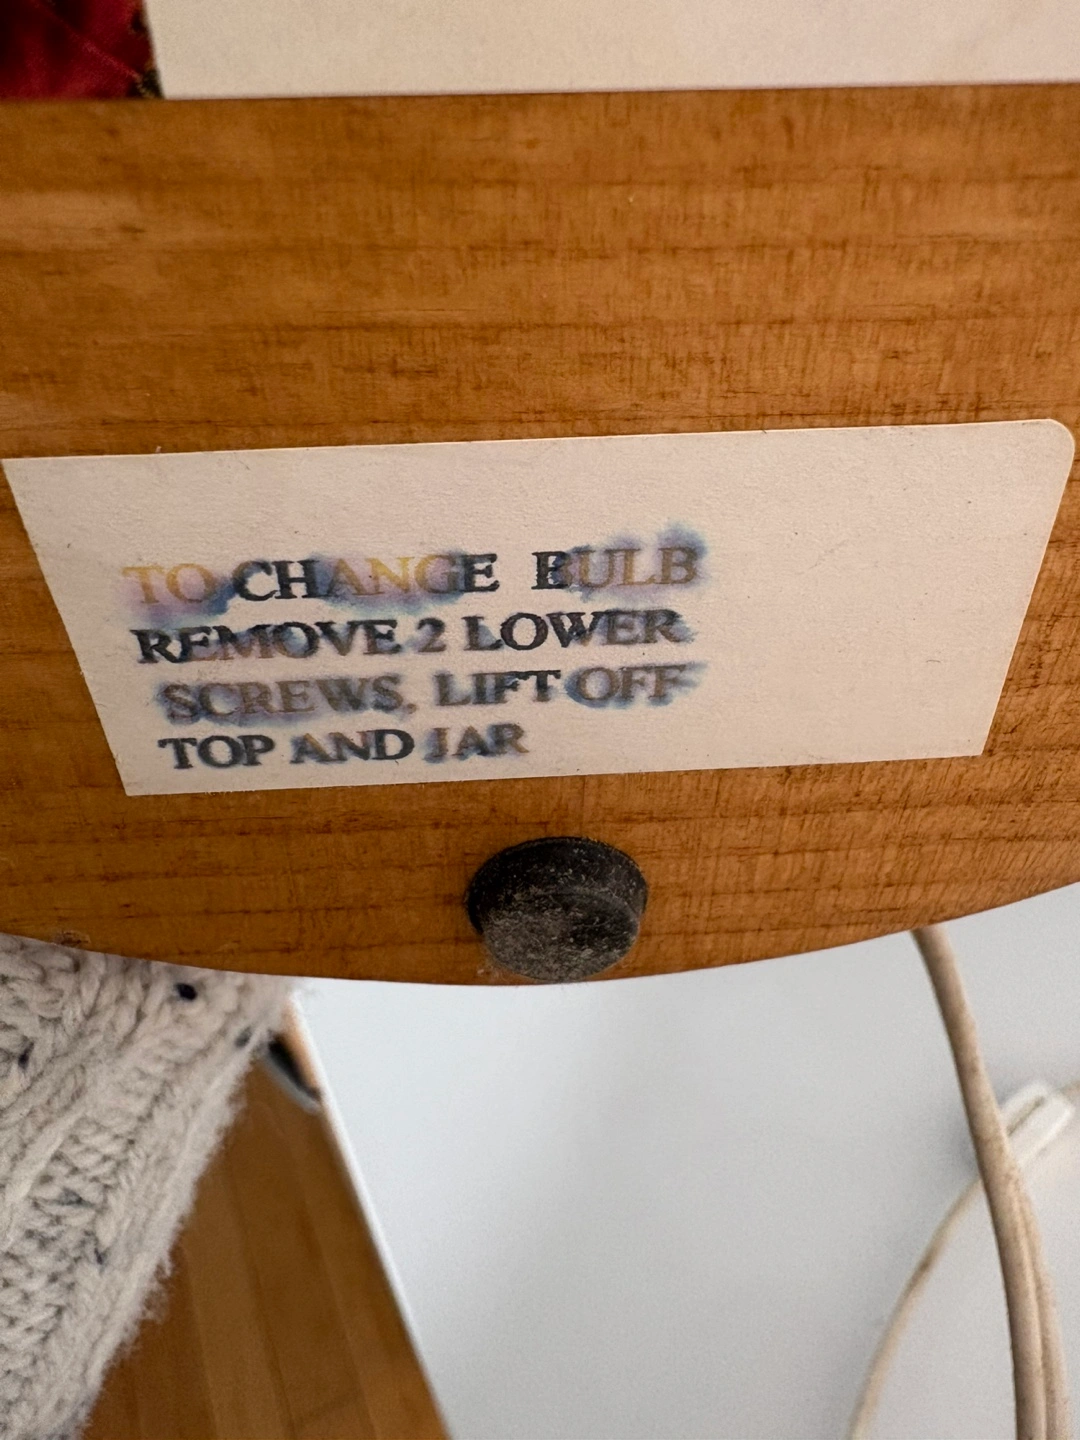 TO CHANGE BULB
REMOVE 2 LOWER
SCREWS, LIFT OFF
TOP AND JAR